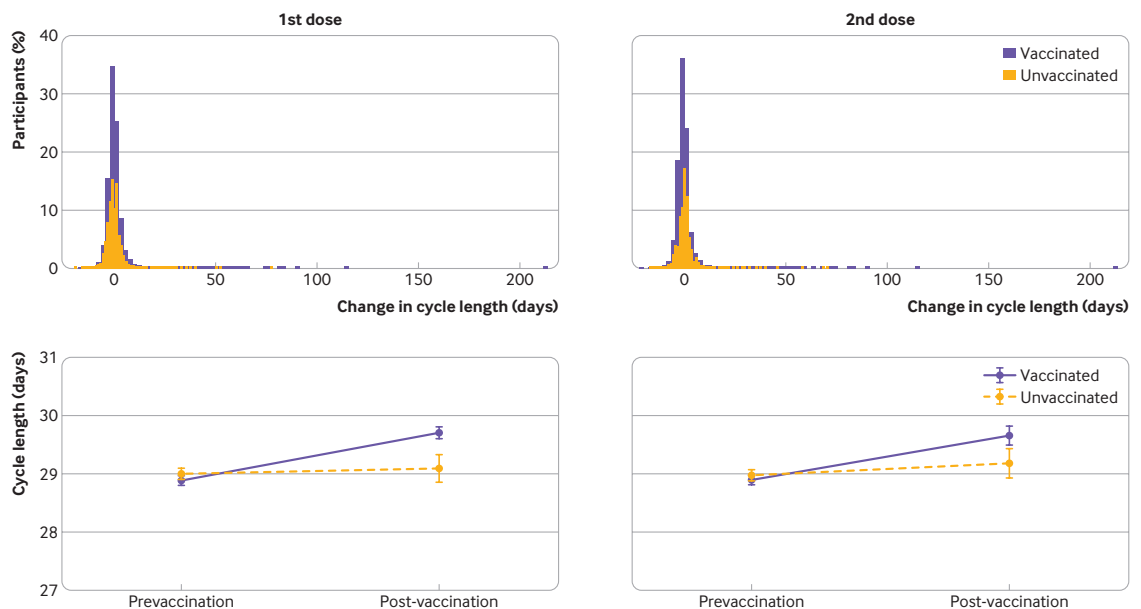 1st dose
Participants (%)
40
30
20
10
0
0 50 100 150 200
Change in cycle length (days)
2nd dose
Vaccinated
Unvaccinated
0 50 100 150 200
Change in cycle length (days)
Cycle length (days)
31
30
29
28
27
Prevaccination Post-vaccination
Vaccinated
Unvaccinated
Prevaccination Post-vaccination